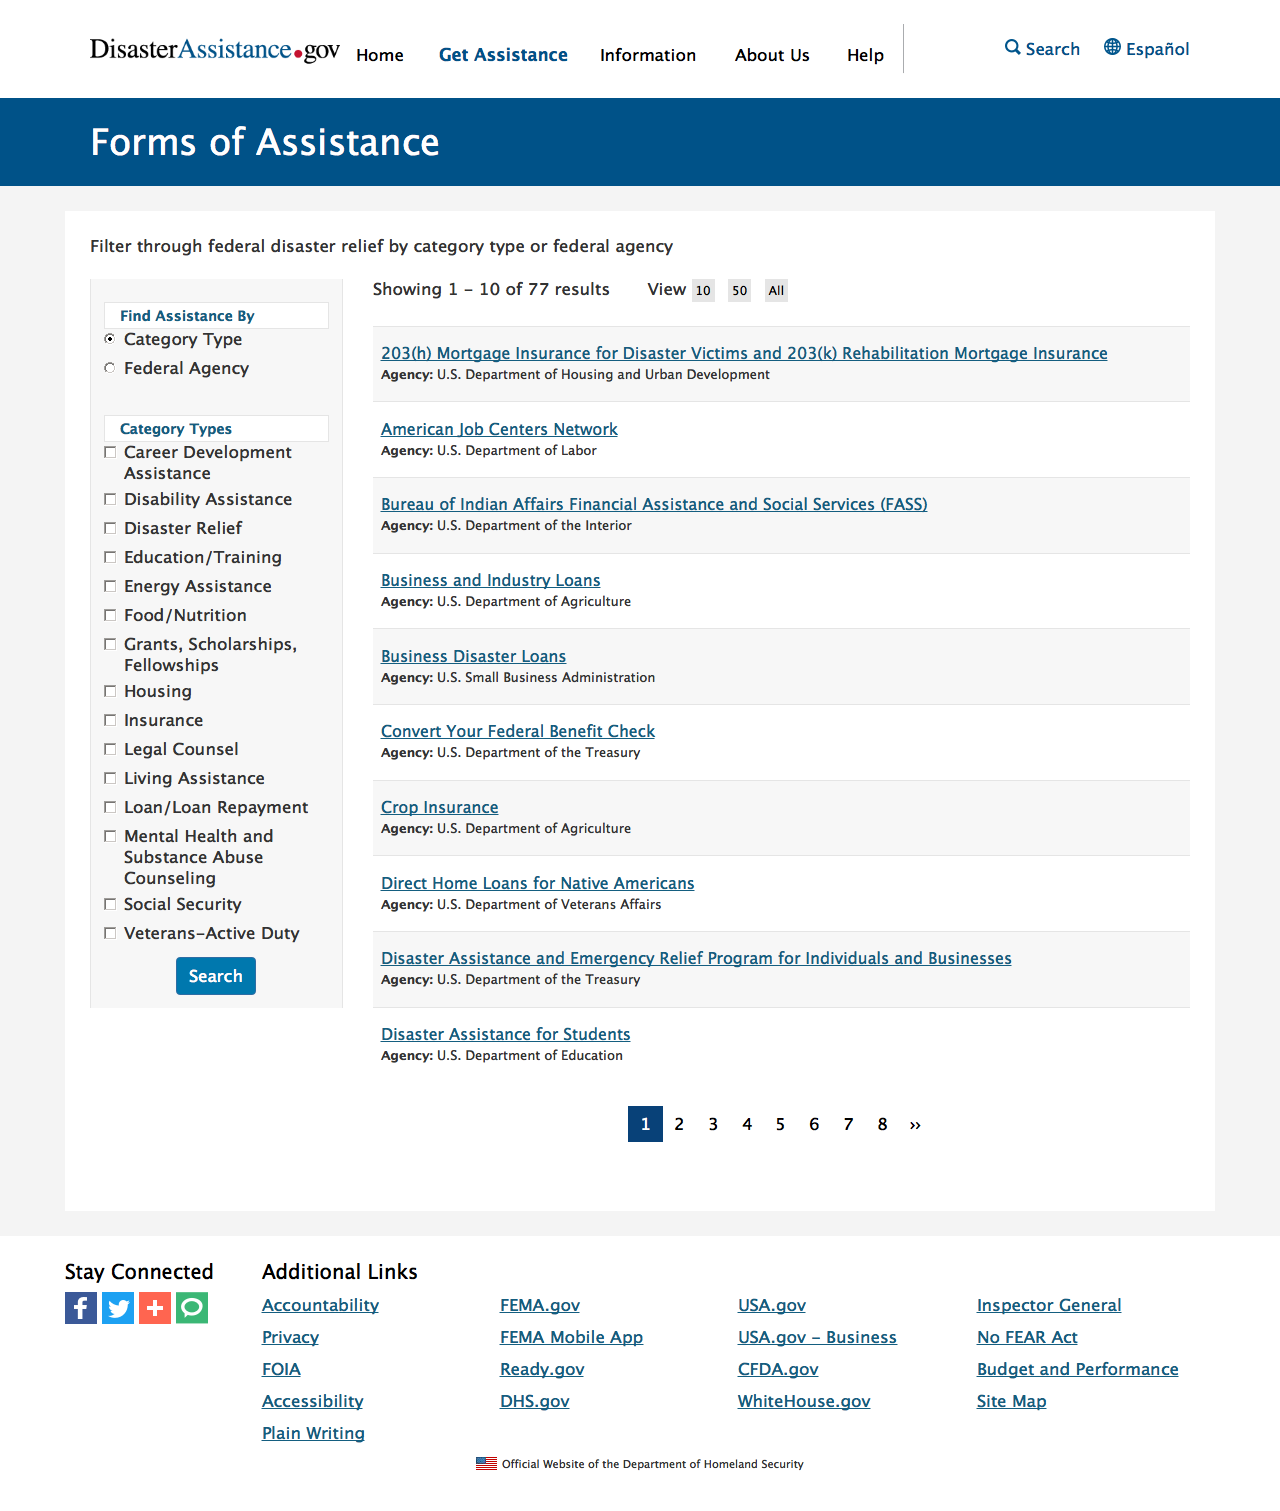 DisasterAssistance.gov Home Get Assistance Information About Us Help Search Español
Forms of Assistance
Filter through federal disaster relief by category type or federal agency
Find Assistance By
Category Type
Federal Agency
Category Types
Career Development
Assistance
Disability Assistance
Disaster Relief
Education/Training
Energy Assistance
Food/Nutrition
Grants, Scholarships,
Fellowships
Housing
Insurance
Legal Counsel
Living Assistance
Loan/Loan Repayment
Mental Health and
Substance Abuse
Counseling
Social Security
Veterans-Active Duty
Search
Showing 1 - 10 of 77 results View 10 50 All
203(h) Mortgage Insurance for Disaster Victims and 203(k) Rehabilitation Mortgage Insurance
Agency: U.S. Department of Housing and Urban Development
American Job Centers Network
Agency: U.S. Department of Labor
Bureau of Indian Affairs Financial Assistance and Social Services (FASS)
Agency: U.S. Department of the Interior
Business and Industry Loans
Agency: U.S. Department of Agriculture
Business Disaster Loans
Agency: U.S. Small Business Administration
Convert Your Federal Benefit Check
Agency: U.S. Department of the Treasury
Crop Insurance
Agency: U.S. Department of Agriculture
Direct Home Loans for Native Americans
Agency: U.S. Department of Veterans Affairs
Disaster Assistance and Emergency Relief Program for Individuals and Businesses
Agency: U.S. Department of the Treasury
Disaster Assistance for Students
Agency: U.S. Department of Education
1 2 3 4 5 6 7 8 ››
Stay Connected
Additional Links
Accountability
Privacy
FOIA
Accessibility
Plain Writing
FEMA.gov
FEMA Mobile App
Ready.gov
DHS.gov
USA.gov
USA.gov - Business
CFDA.gov
WhiteHouse.gov
Inspector General
No FEAR Act
Budget and Performance
Site Map
Official Website of the Department of Homeland Security